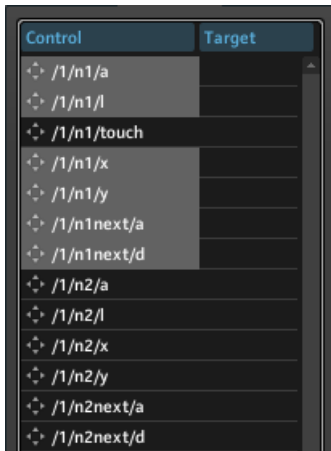 Control Target
/1/n1/a
/1/n1/l
/1/n1/touch
/1/n1/x
/1/n1/y
/1/n1next/a
/1/n1next/d
/1/n2/a
/1/n2/l
/1/n2/x
/1/n2/y
/1/n2next/a
/1/n2next/d